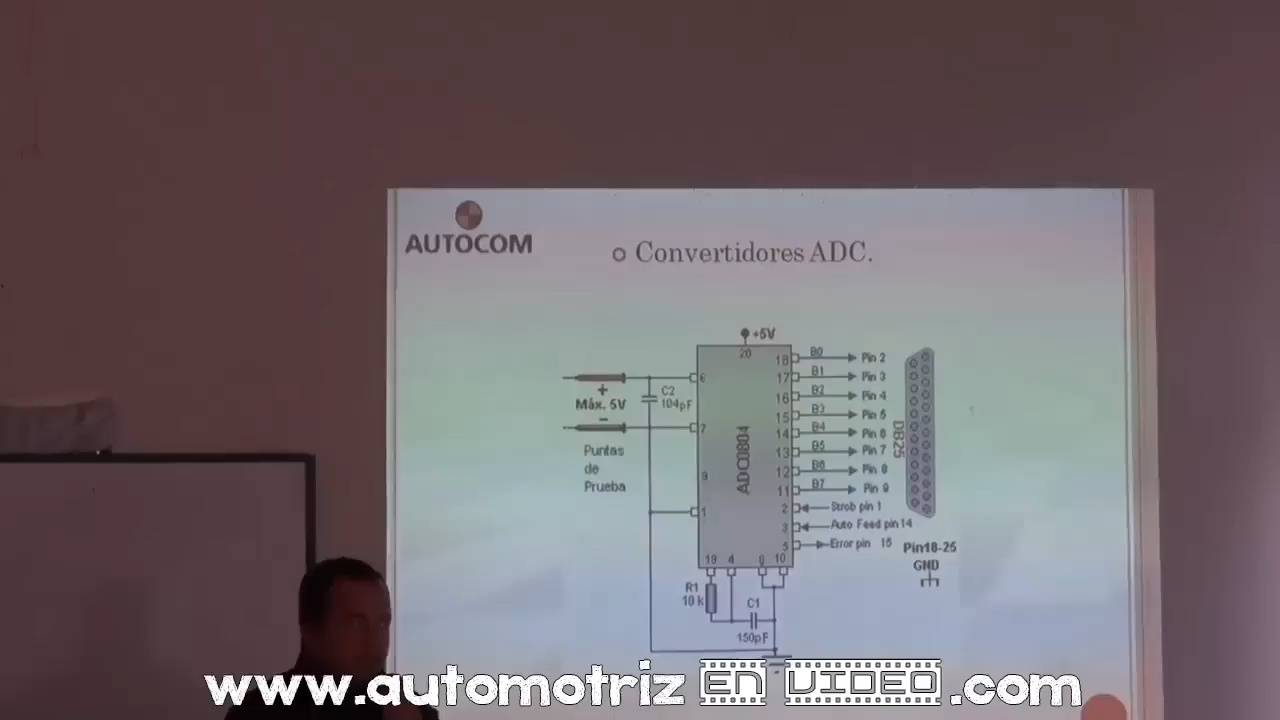 AUTOCOM
Convertidores ADC.
+5V
20
6
C2
104pF
+
Máx. 5V
-
7
Puntas
de
Prueba
9
1
ADC0804
18 B0 Pin 2
17 B1 Pin 3
16 B2 Pin 4
15 B3 Pin 5
14 B4 Pin 6
13 B5 Pin 7
12 B6 Pin 8
11 B7 Pin 9
2 Strob pin 1
3 Auto Feed pin 14
5 Error pin 15
DB25
Pin18-25
GND
19 4 8 10
R1
10 k
C1
150pF
www.automotriz EN VIDEO .com